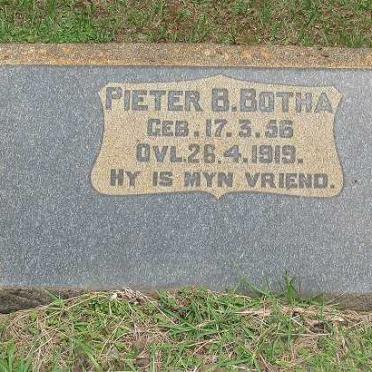 PIETER B. BOTHA
GEB. 17.3.56
OVL. 26.4.1919.
HY IS MYN VRIEND.